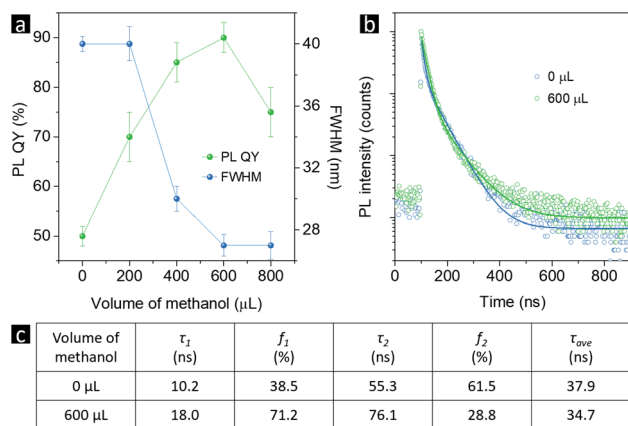 a
90
80
70
60
50
PL QY (%)
0 200 400 600 800
Volume of methanol (μL)
40
36
32
28
FWHM (nm)
PL QY
FWHM
b
PL intensity (counts)
0 μL
600 μL
0 200 400 600 800
Time (ns)
c
Volume of methanol τ1 (ns) f1 (%) τ2 (ns) f2 (%) τave (ns)
0 μL 10.2 38.5 55.3 61.5 37.9
600 μL 18.0 71.2 76.1 28.8 34.7